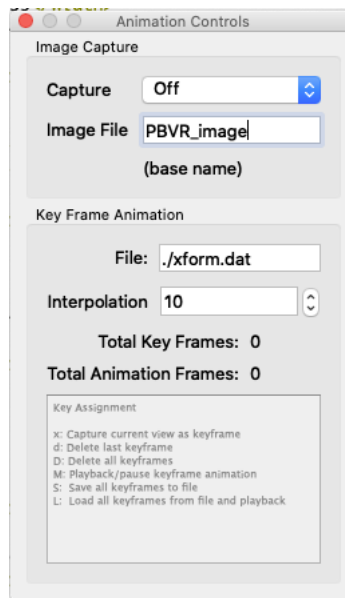 Animation Controls
Image Capture
Capture Off
Image File PBVR_image
(base name)
Key Frame Animation
File: ./xform.dat
Interpolation 10
Total Key Frames: 0
Total Animation Frames: 0
Key Assignment
x: Capture current view as keyframe
d: Delete last keyframe
D: Delete all keyframes
M: Playback/pause keyframe animation
S: Save all keyframes to file
L: Load all keyframes from file and playback